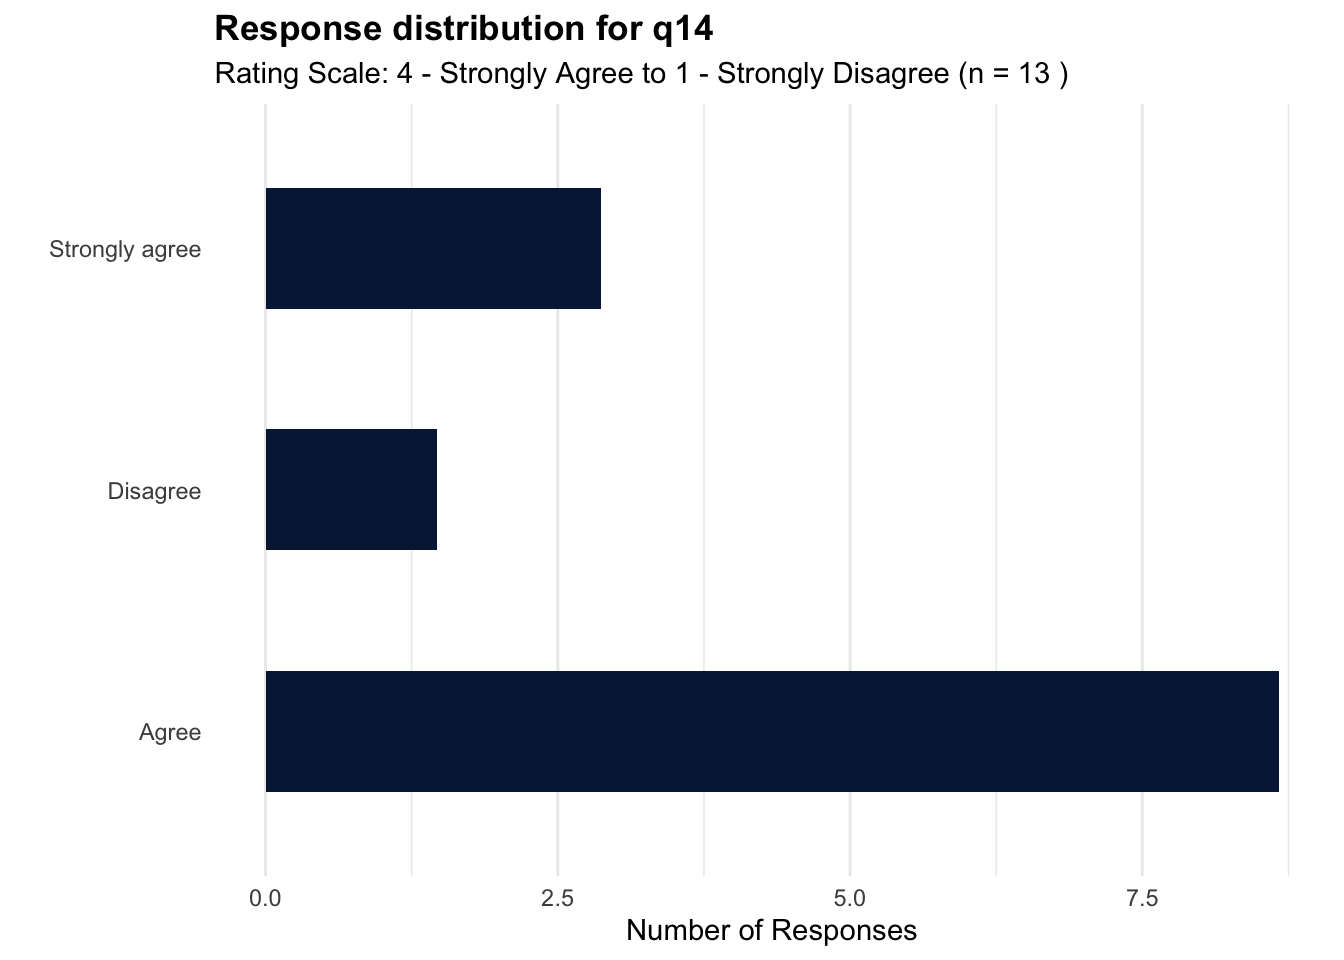 Response distribution for q14
Rating Scale: 4 - Strongly Agree to 1 - Strongly Disagree (n = 13 )
Strongly agree
Disagree
Agree
0.0 2.5 5.0 7.5
Number of Responses